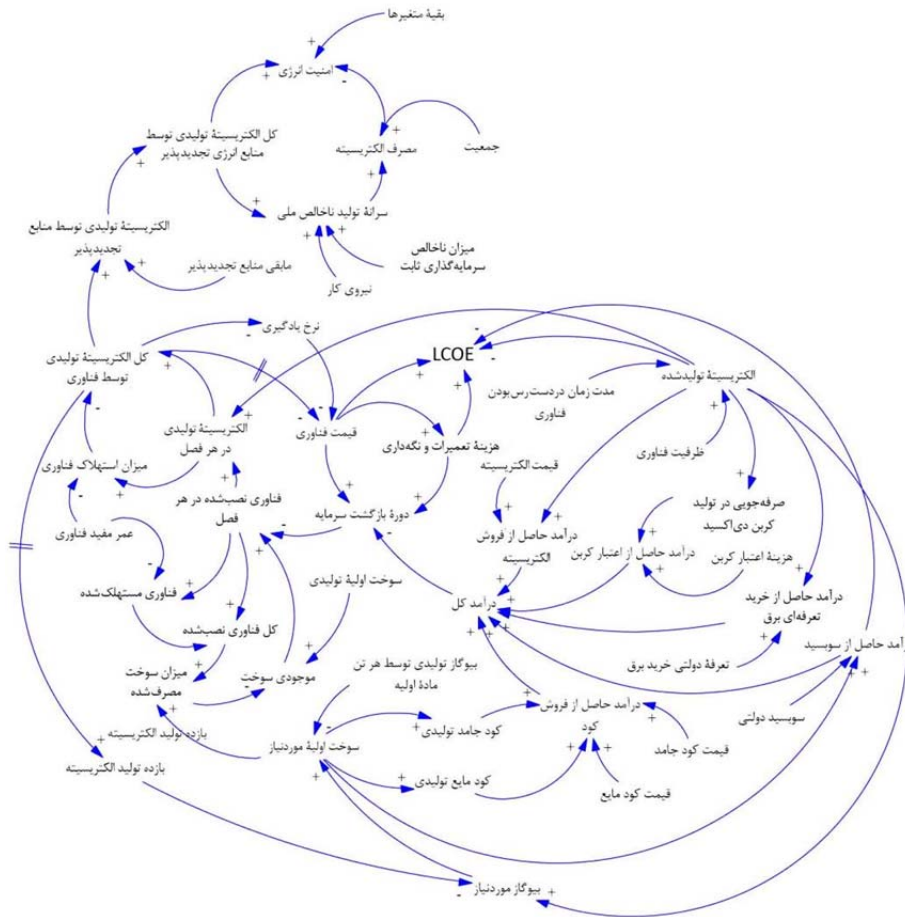 بقیهٔ متغیرها
امنیت انرژی
کل الکتریسیتهٔ تولیدی توسط
منابع انرژی تجدیدپذیر
مصرف الکتریسیته
جمعیت
سرانهٔ تولید ناخالص ملی
الکتریسیتهٔ تولیدی توسط منابع
تجدیدپذیر
مابقی منابع تجدیدپذیر
میزان ناخالص
سرمایه‌گذاری ثابت
نیروی کار
نرخ یادگیری
LCOE
کل الکتریسیتهٔ تولیدی
توسط فناوری
الکتریسیتهٔ تولیدشده
مدت زمان دردست‌رس‌بودن
فناوری
الکتریسیتهٔ تولیدی
در هر فصل
قیمت فناوری
هزینهٔ تعمیرات و نگه‌داری
ظرفیت فناوری
میزان استهلاک فناوری
قیمت الکتریسیته
فناوری نصب‌شده در هر
فصل
دورهٔ بازگشت سرمایه
صرفه‌جویی در تولید
کربن دی‌اکسید
عمر مفید فناوری
درآمد حاصل از فروش
الکتریسیته
درآمد حاصل از اعتبار کربن
هزینهٔ اعتبار کربن
فناوری مستهلک‌شده
سوخت اولیهٔ تولیدی
درآمد کل
درآمد حاصل از خرید
تعرفه‌ای برق
کل فناوری نصب‌شده
رآمد حاصل از سوبسید
میزان سوخت
مصرف‌شده
موجودی سوخت
بیوگاز تولیدی توسط هر تن
مادهٔ اولیه
تعرفهٔ دولتی خرید برق
سوبسید دولتی
درآمد حاصل از فروش
کود
کود جامد تولیدی
بازده تولید الکتریسیته
سوخت اولیهٔ موردنیاز
قیمت کود جامد
بازده تولید الکتریسیته
کود مایع تولیدی
قیمت کود مایع
بیوگاز موردنیاز